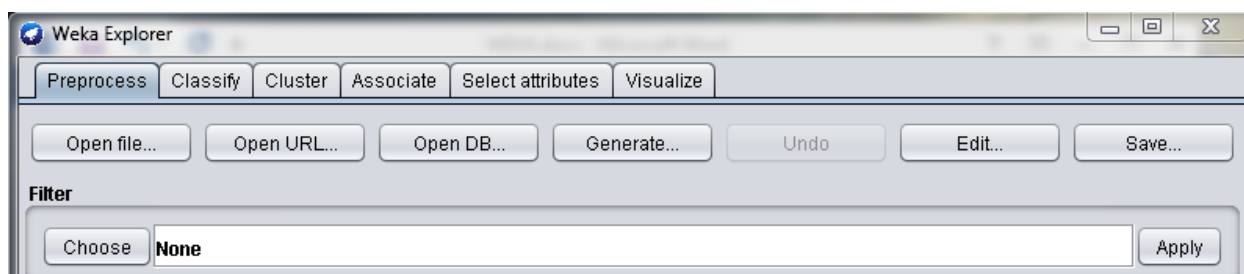 Weka Explorer
Preprocess Classify Cluster Associate Select attributes Visualize
Open file... Open URL... Open DB... Generate... Undo Edit... Save...
Filter
Choose None Apply